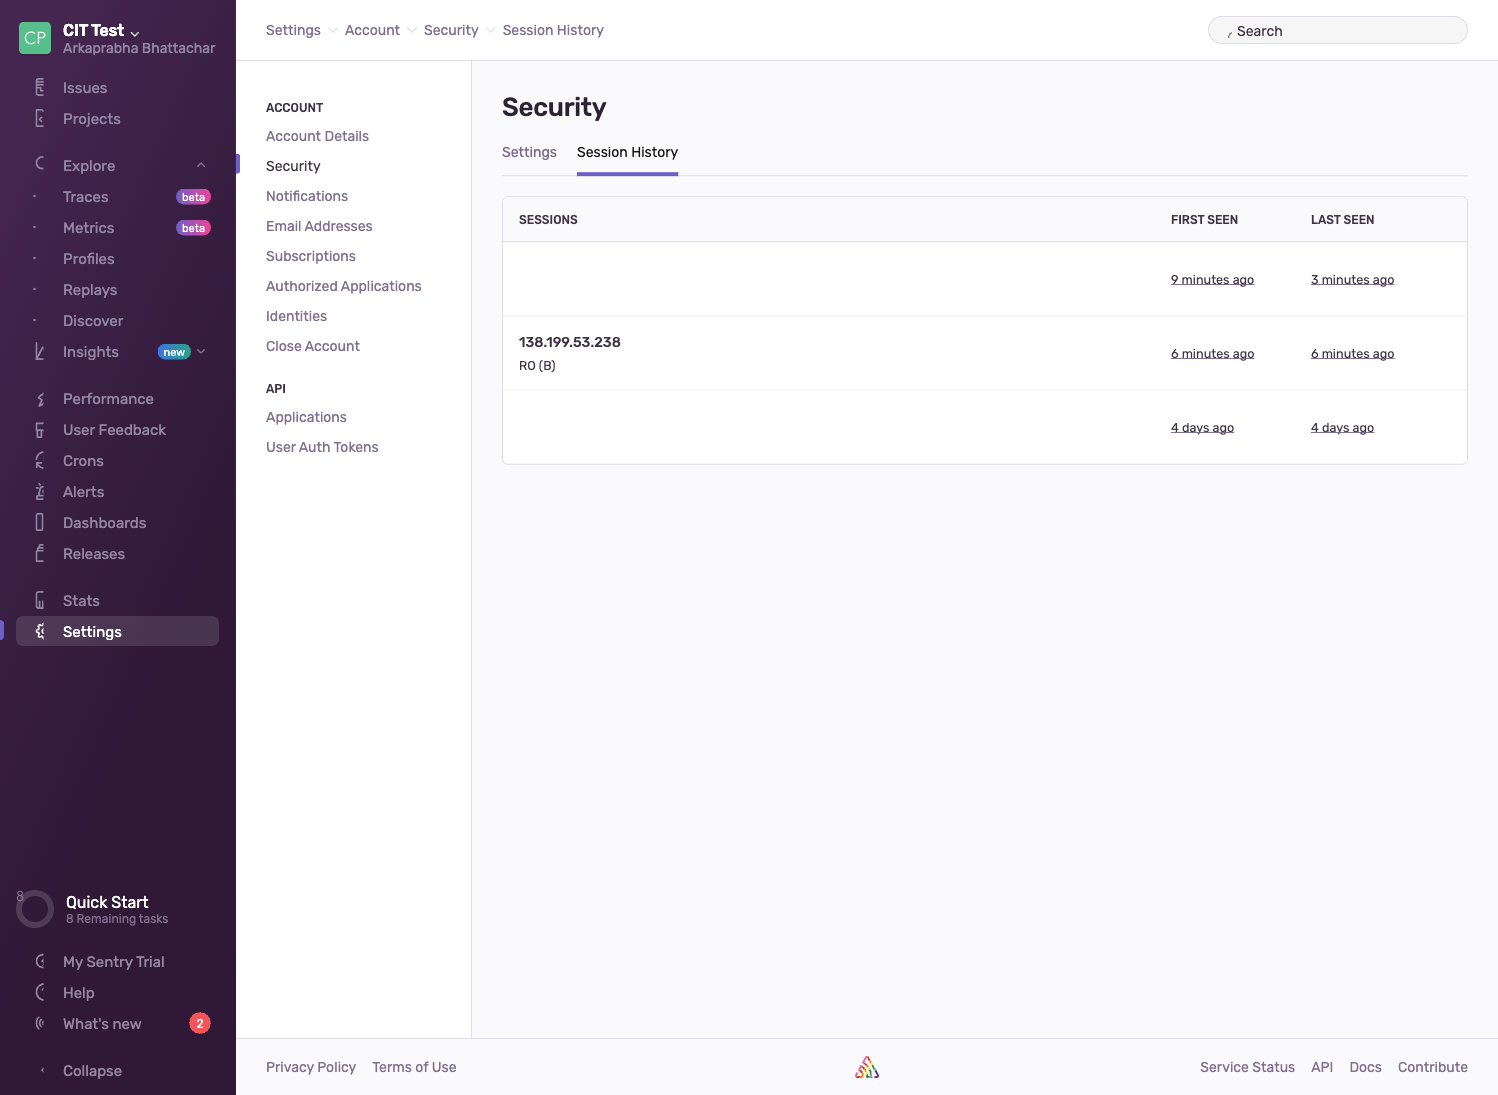 CP
CIT Test
Arkaprabha Bhattachar
Issues
Projects
Explore
Traces beta
Metrics beta
Profiles
Replays
Discover
Insights new
Performance
User Feedback
Crons
Alerts
Dashboards
Releases
Stats
Settings
8
Quick Start
8 Remaining tasks
My Sentry Trial
Help
What's new 2
Collapse
Settings Account Security Session History
Search
ACCOUNT
Account Details
Security
Notifications
Email Addresses
Subscriptions
Authorized Applications
Identities
Close Account
API
Applications
User Auth Tokens
Security
Settings Session History
SESSIONS FIRST SEEN LAST SEEN
9 minutes ago 3 minutes ago
138.199.53.238
RO (B)
6 minutes ago 6 minutes ago
4 days ago 4 days ago
Privacy Policy Terms of Use
Service Status API Docs Contribute